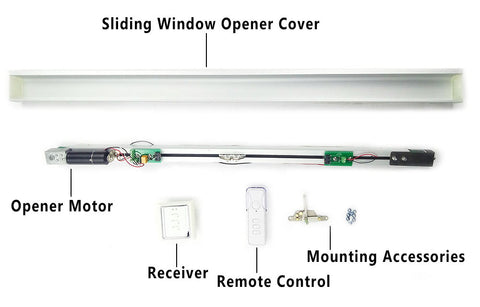 Sliding Window Opener Cover
Opener Motor
Receiver
Remote Control
Mounting Accessories